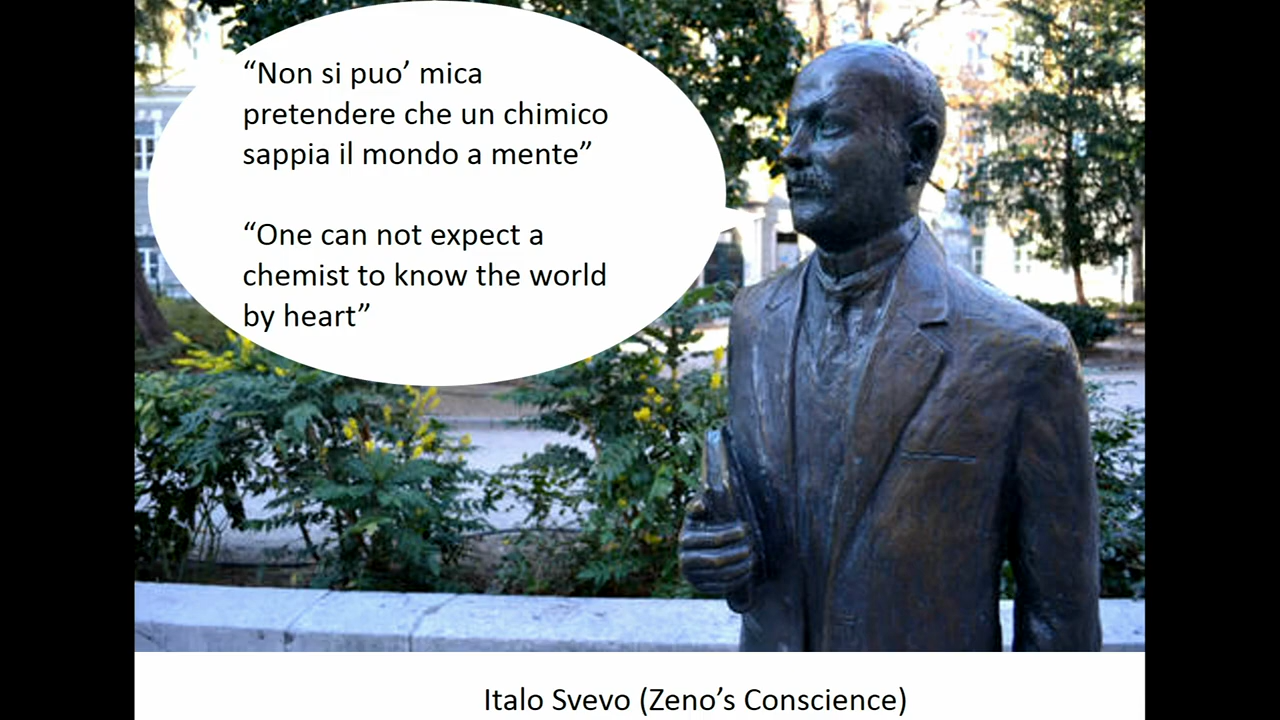 “Non si puo’ mica
pretendere che un chimico
sappia il mondo a mente”
“One can not expect a
chemist to know the world
by heart”
Italo Svevo (Zeno’s Conscience)